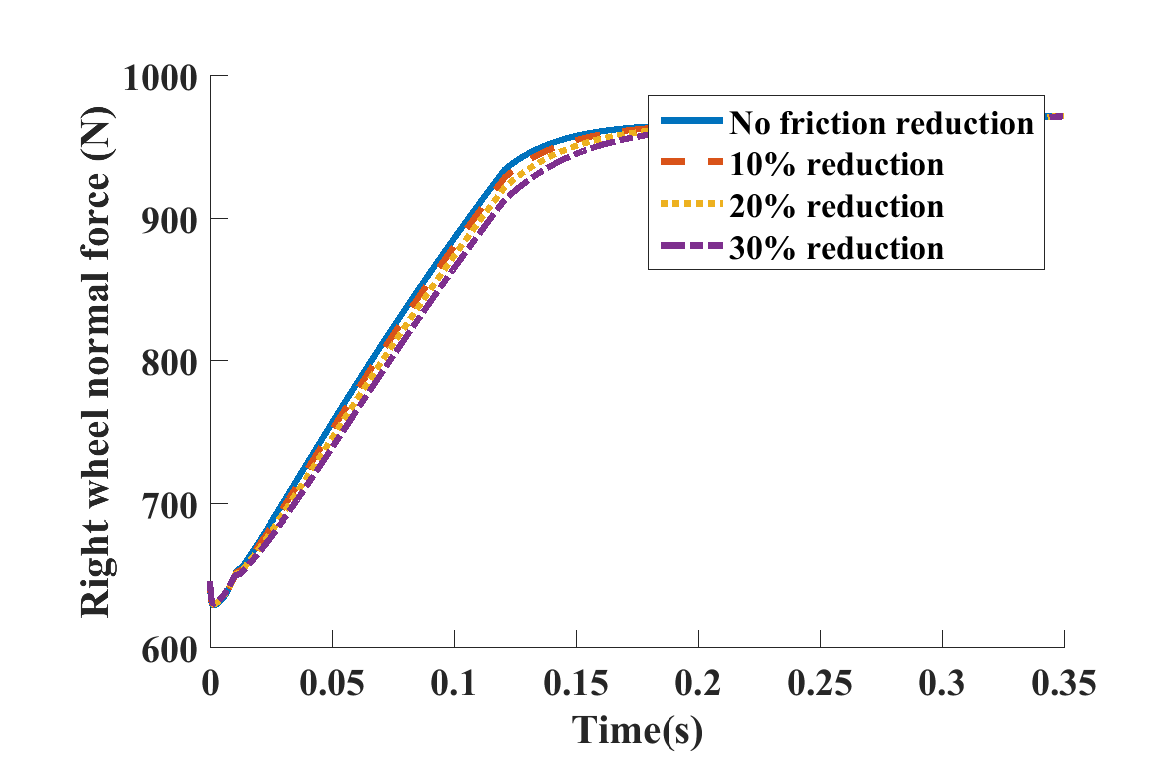 1000
900
800
700
600
Right wheel normal force (N)
No friction reduction
10% reduction
20% reduction
30% reduction
0 0.05 0.1 0.15 0.2 0.25 0.3 0.35
Time(s)